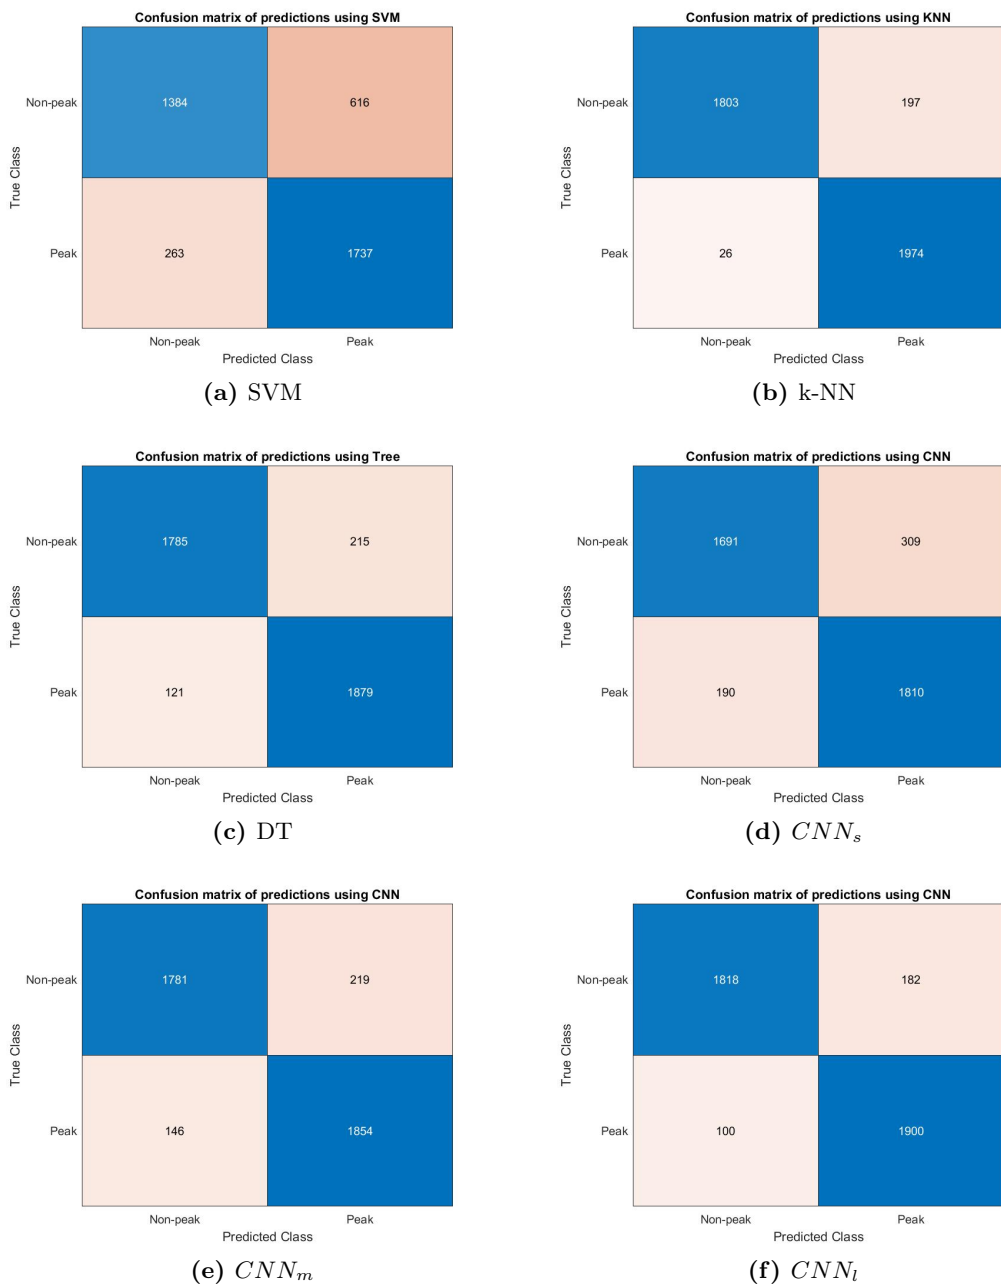 Confusion matrix of predictions using SVM
Non-peak
1384
616
True Class
Peak
263
1737
Non-peak
Peak
Predicted Class
(a) SVM
Confusion matrix of predictions using KNN
Non-peak
1803
197
True Class
Peak
26
1974
Non-peak
Peak
Predicted Class
(b) k-NN
Confusion matrix of predictions using Tree
Non-peak
1785
215
True Class
Peak
121
1879
Non-peak
Peak
Predicted Class
(c) DT
Confusion matrix of predictions using CNN
Non-peak
1691
309
True Class
Peak
190
1810
Non-peak
Peak
Predicted Class
(d) CNN_s
Confusion matrix of predictions using CNN
Non-peak
1781
219
True Class
Peak
146
1854
Non-peak
Peak
Predicted Class
(e) CNN_m
Confusion matrix of predictions using CNN
Non-peak
1818
182
True Class
Peak
100
1900
Non-peak
Peak
Predicted Class
(f) CNN_l